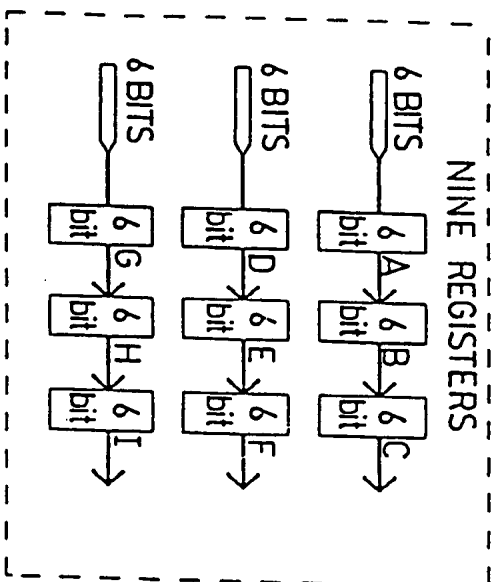 NINE REGISTERS
6 BITS
6 bit
A
6 bit
B
6 bit
C
6 BITS
6 bit
D
6 bit
E
6 bit
F
6 BITS
6 bit
G
6 bit
H
6 bit
I